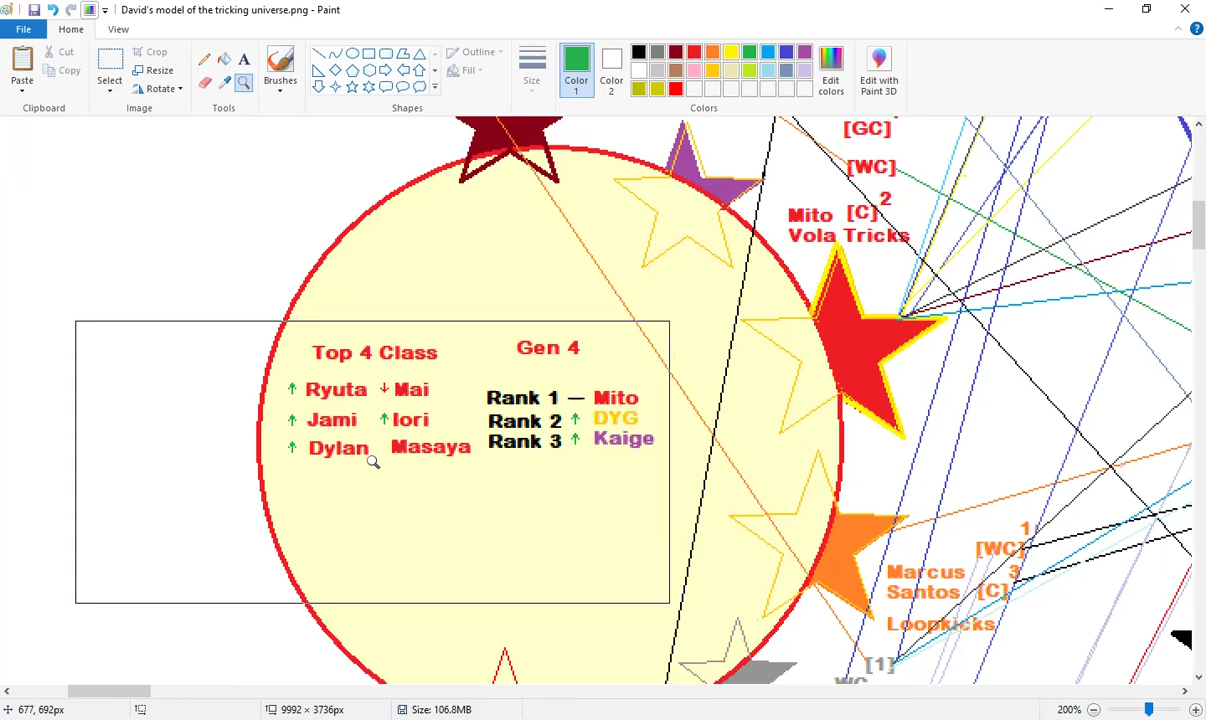 David's model of the tricking universe.png - Paint
File
Home
View
Paste
Cut
Copy
Clipboard
Select
Crop
Resize
Rotate
Image
A
Tools
Brushes
Shapes
Outline
Fill
Size
Color 1
Color 2
Edit colors
Colors
Edit with Paint 3D
[GC]
[WC]
2
Mito [C]
Vola Tricks
Top 4 Class
Gen 4
↑ Ryuta ↓ Mai
↑ Jami ↑ Iori
↑ Dylan Masaya
Rank 1 — Mito
Rank 2 ↑ DYG
Rank 3 ↑ Kaige
1
[WC]
Marcus 3
Santos [C]
Loopkicks
[1]
WC
677, 692px
9992 × 3736px
Size: 106.8MB
200%